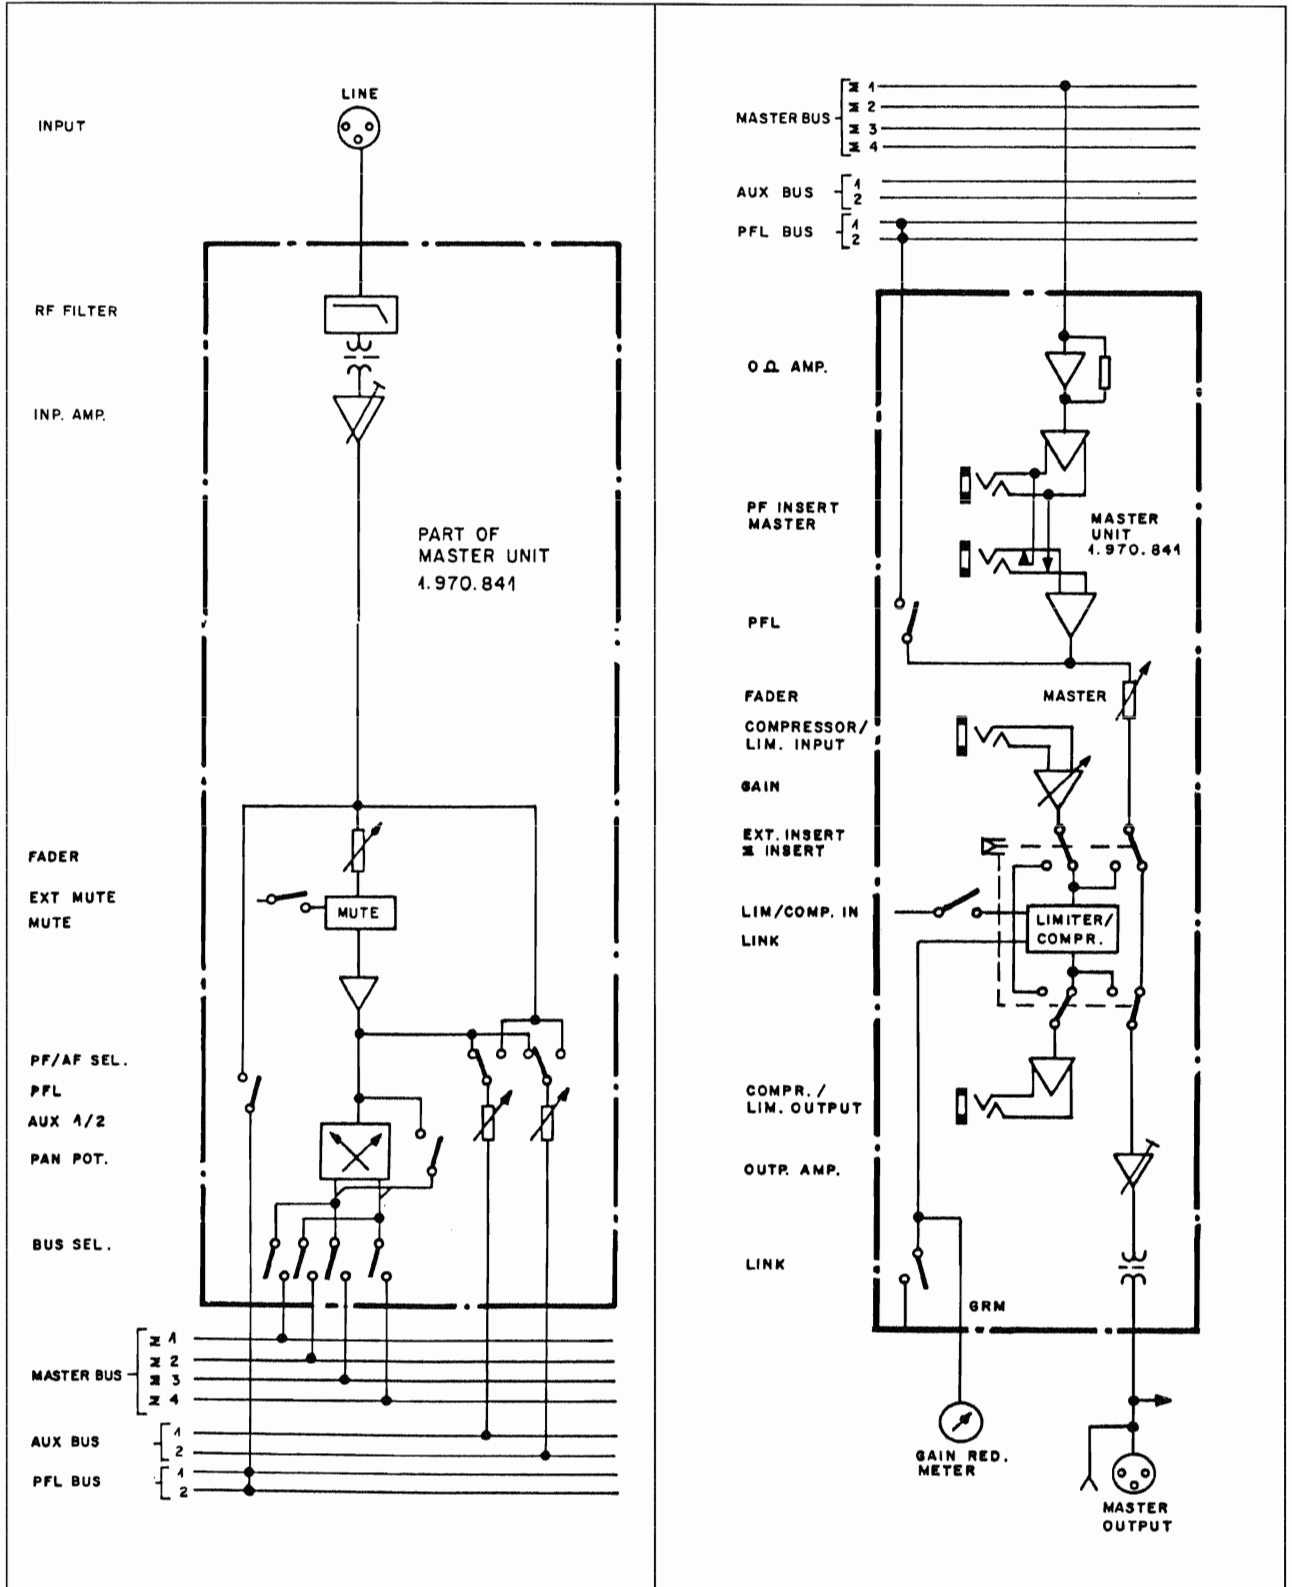 LINE
INPUT
RF FILTER
INP. AMP.
PART OF
MASTER UNIT
1.970.841
FADER
EXT MUTE
MUTE
MUTE
PF/AF SEL.
PFL
AUX 1/2
PAN POT.
BUS SEL.
MASTER BUS
Σ 1
Σ 2
Σ 3
Σ 4
AUX BUS
1
2
PFL BUS
1
2
MASTER BUS
Σ 1
Σ 2
Σ 3
Σ 4
AUX BUS
1
2
PFL BUS
1
2
OΩ AMP.
PF INSERT
MASTER
MASTER
UNIT
1.970.841
PFL
FADER
MASTER
COMPRESSOR/
LIM. INPUT
GAIN
EXT. INSERT
Σ INSERT
LIM/COMP. IN
LINK
LIMITER/
COMPR.
COMPR./
LIM. OUTPUT
OUTP. AMP.
LINK
GRM
GAIN RED.
METER
MASTER
OUTPUT